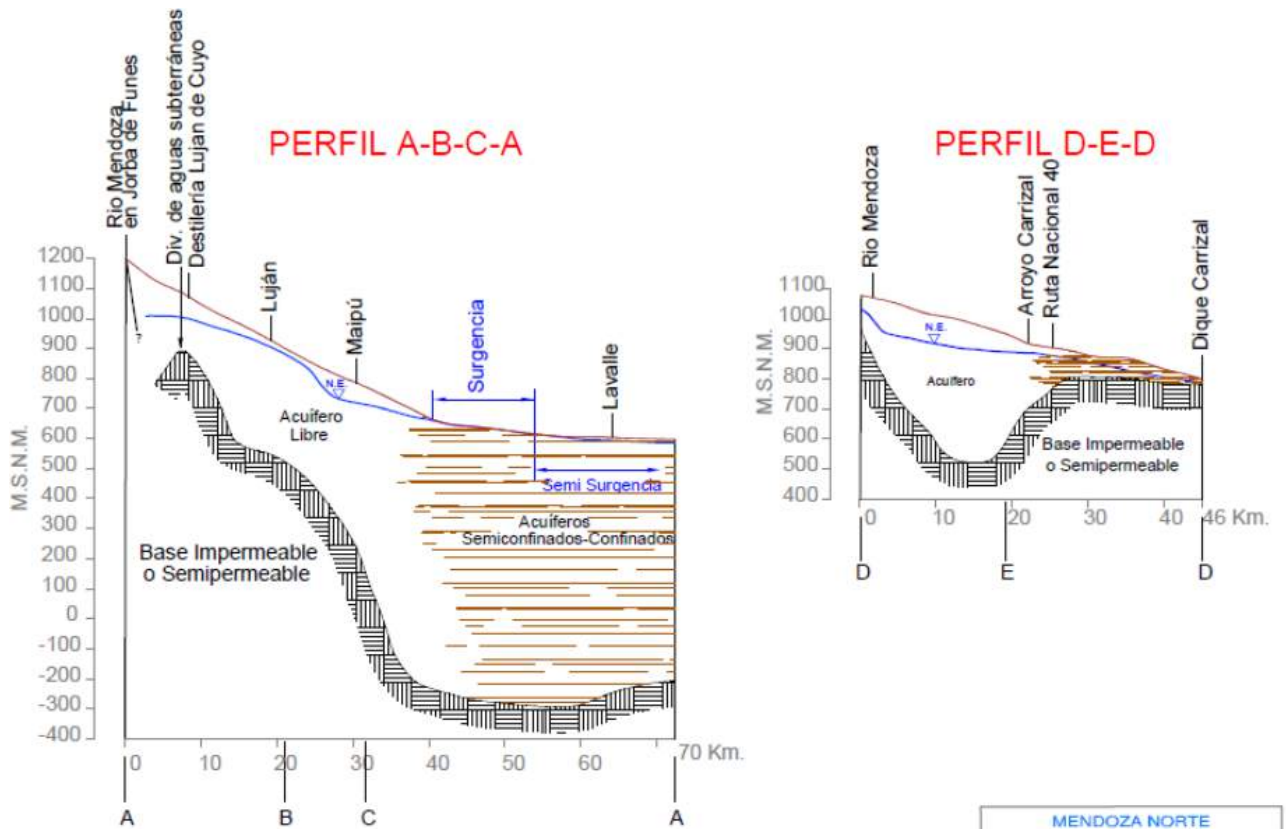 PERFIL A-B-C-A
Rio Mendoza
en Jorba de Funes
Div. de aguas subterráneas
Destilería Lujan de Cuyo
Luján
Maipú
Surgencia
Lavalle
M.S.N.M.
1200
1100
1000
900
800
700
600
500
400
300
200
100
0
-100
-200
-300
-400
?
N.E.
Acuífero
Libre
Semi Surgencia
Acuíferos
Semiconfinados-Confinados
Base Impermeable
o Semipermeable
0 10 20 30 40 50 60 70 Km.
A B C A
PERFIL D-E-D
Rio Mendoza
Arroyo Carrizal
Ruta Nacional 40
Dique Carrizal
M.S.N.M.
1100
1000
900
800
700
600
500
400
N.E.
Acuifero
Base Impermeable
o Semipermeable
0 10 20 30 40 46 Km.
D E D
MENDOZA NORTE